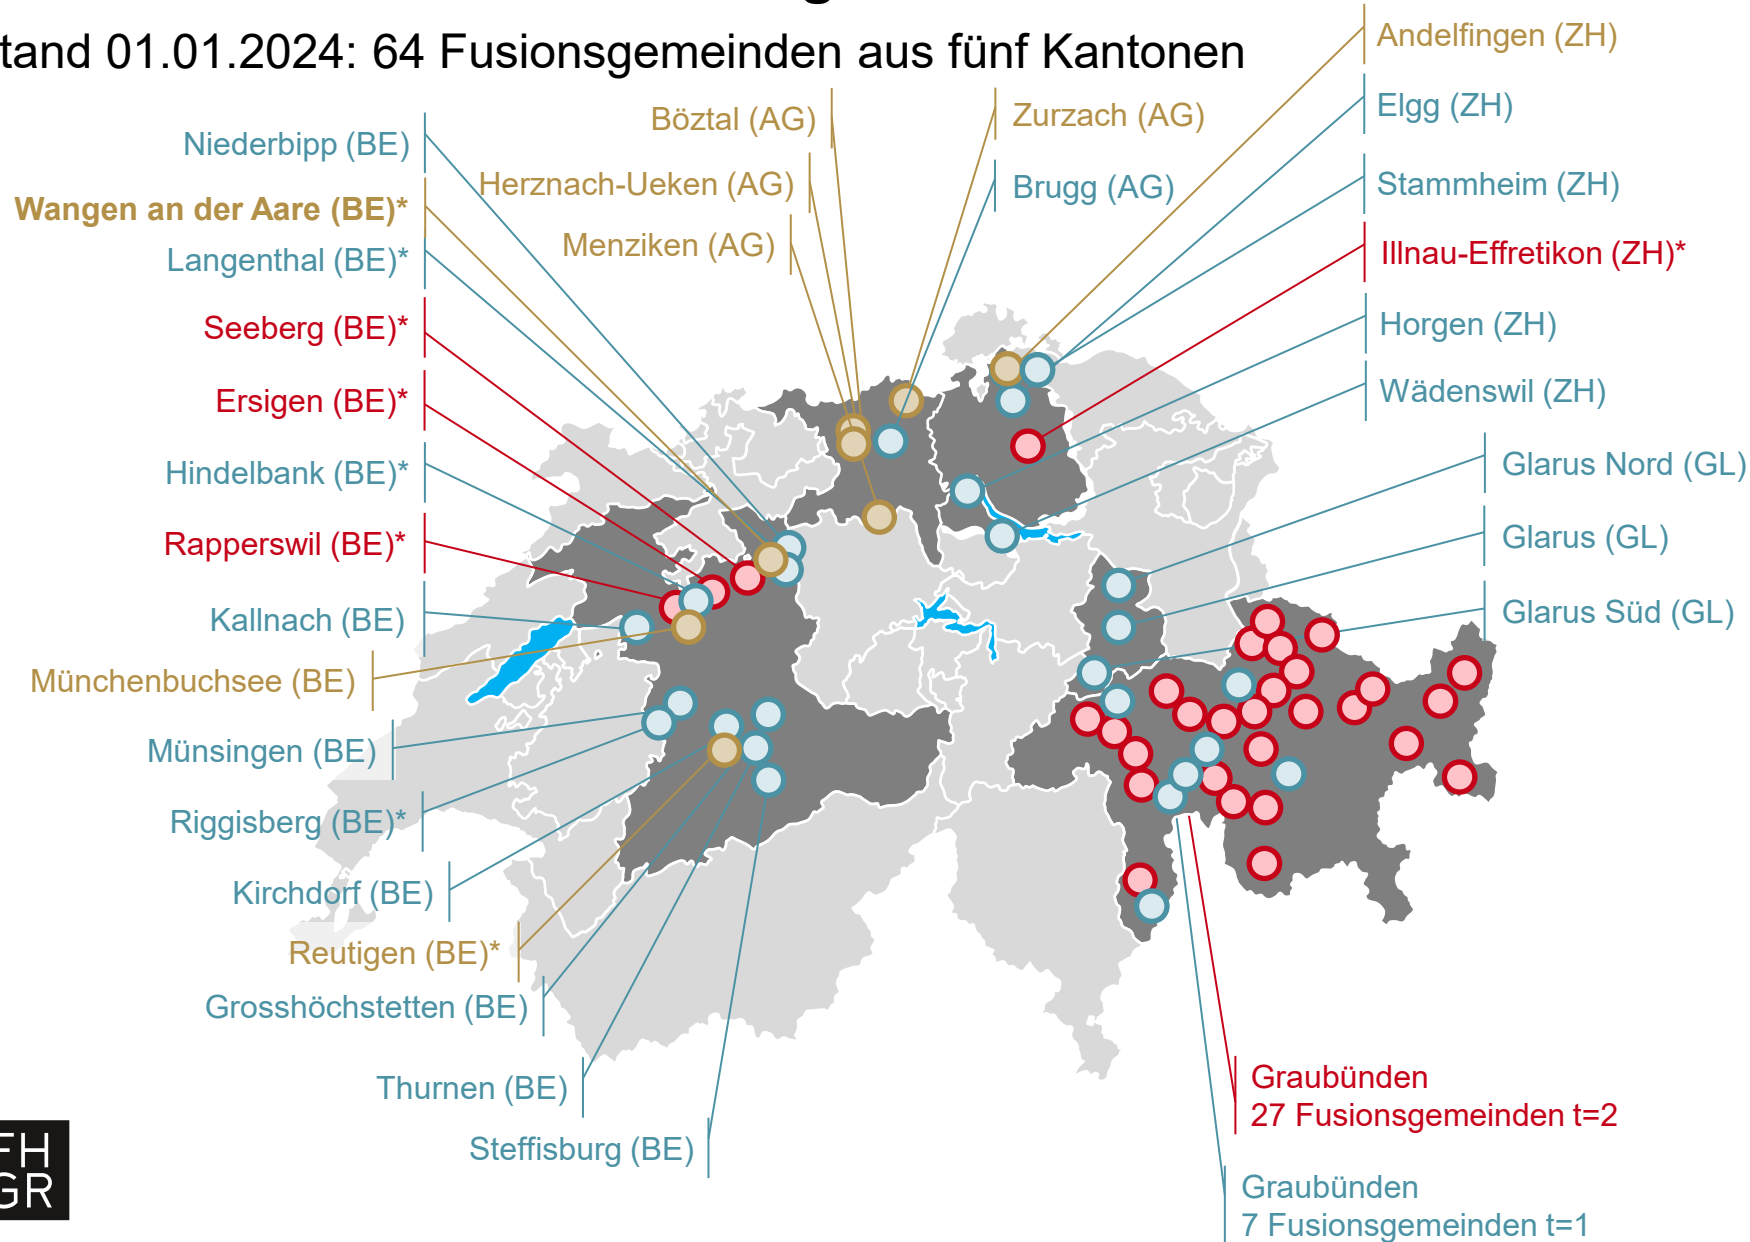 tand 01.01.2024: 64 Fusionsgemeinden aus fünf Kantonen
Niederbipp (BE)
Wangen an der Aare (BE)*
Langenthal (BE)*
Seeberg (BE)*
Ersigen (BE)*
Hindelbank (BE)*
Rapperswil (BE)*
Kallnach (BE)
Münchenbuchsee (BE)
Münsingen (BE)
Riggisberg (BE)*
Kirchdorf (BE)
Reutigen (BE)*
Grosshöchstetten (BE)
Thurnen (BE)
Steffisburg (BE)
Böztal (AG)
Herznach-Ueken (AG)
Menziken (AG)
Zurzach (AG)
Brugg (AG)
Andelfingen (ZH)
Elgg (ZH)
Stammheim (ZH)
Illnau-Effretikon (ZH)*
Horgen (ZH)
Wädenswil (ZH)
Glarus Nord (GL)
Glarus (GL)
Glarus Süd (GL)
Graubünden
27 Fusionsgemeinden t=2
Graubünden
7 Fusionsgemeinden t=1
FH
GR